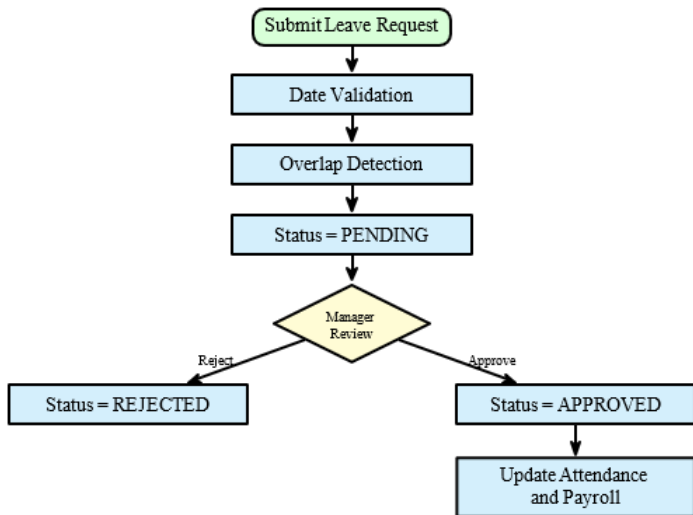 Submit Leave Request
Date Validation
Overlap Detection
Status = PENDING
Manager
Review
Reject
Approve
Status = REJECTED
Status = APPROVED
Update Attendance
and Payroll